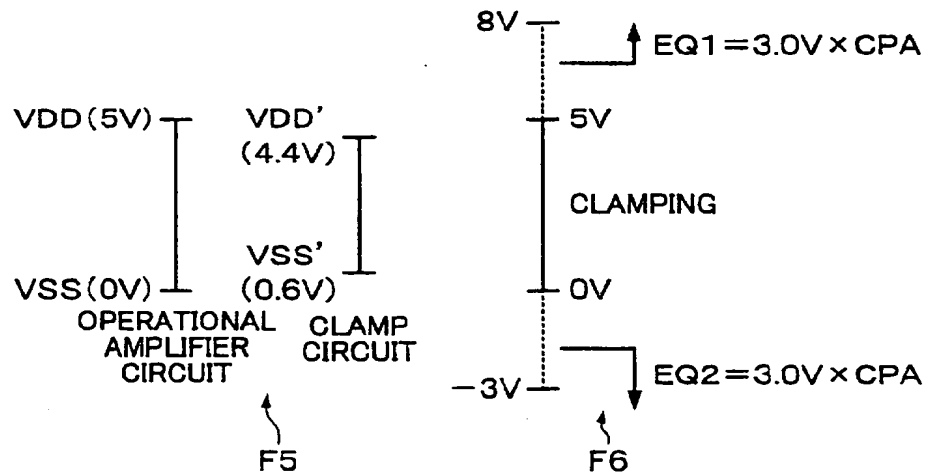 8V
EQ1=3.0V×CPA
VDD(5V)
VDD'
(4.4V)
5V
CLAMPING
VSS'
(0.6V)
VSS(0V)
0V
OPERATIONAL
AMPLIFIER
CIRCUIT
CLAMP
CIRCUIT
-3V
EQ2=3.0V×CPA
F5
F6